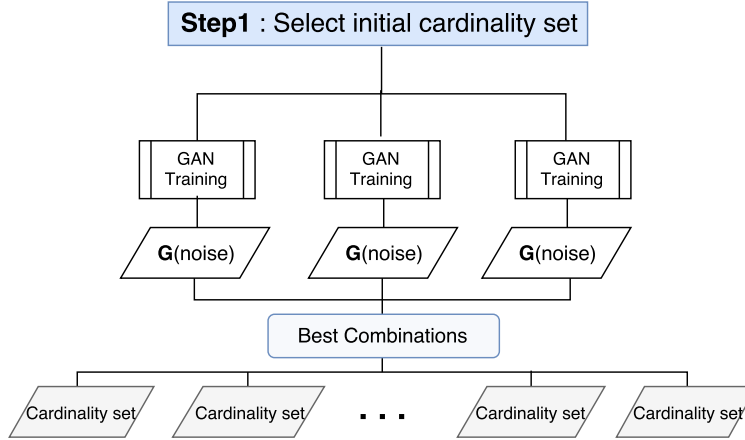 Step1 : Select initial cardinality set
GAN GAN GAN
Training Training Training
G(noise) G(noise) G(noise)
Best Combinations
Cardinality set Cardinality set . . . Cardinality set Cardinality set